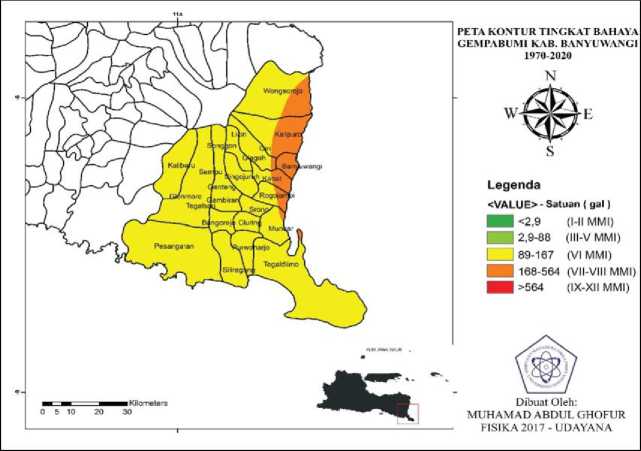 PETA KONTUR TINGKAT BAHAYA
GEMPABUMI KAB. BANYUWANGI
1970-2020
N
W
E
S
Wongsorejo
Licin
Kalipuro
Songgon
Giri
Glagah
Banyuwangi
Kalibaru
Sempu
Singojuruh
Kabat
Genteng
Rogojampi
Glenmore
Gambiran
Tegalsari
Srono
Bangorejo
Cluring
Muncar
Pesanggaran
Purwoharjo
Siliragung
Tegaldlimo
Legenda
<VALUE> - Satuan ( gal )
<2,9 (I-II MMI)
2,9-88 (III-V MMI)
89-167 (VI MMI)
168-564 (VII-VIII MMI)
>564 (IX-XII MMI)
0 5 10 20 30 Kilometers
Dibuat Oleh:
MUHAMAD ABDUL GHOFUR
FISIKA 2017 - UDAYANA